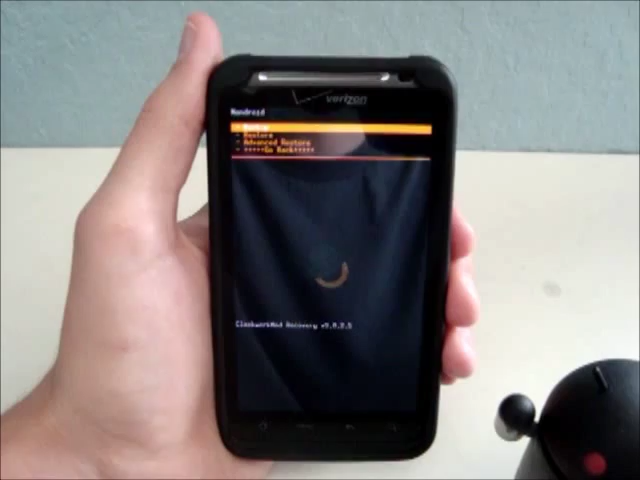 verizon
Nandroid
- Backup
- Restore
- Advanced Restore
- +++++Go Back+++++
ClockworkMod Recovery